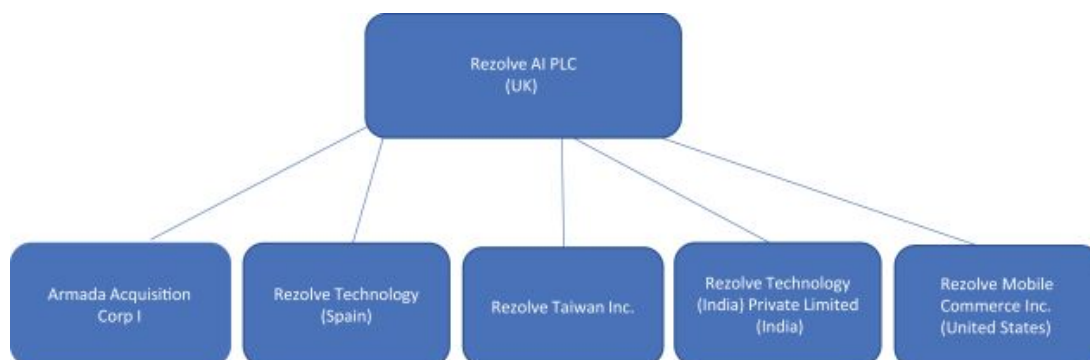 Rezolve AI PLC
(UK)
Armada Acquisition
Corp I
Rezolve Technology
(Spain)
Rezolve Taiwan Inc.
Rezolve Technology
(India) Private Limited
(India)
Rezolve Mobile
Commerce Inc.
(United States)